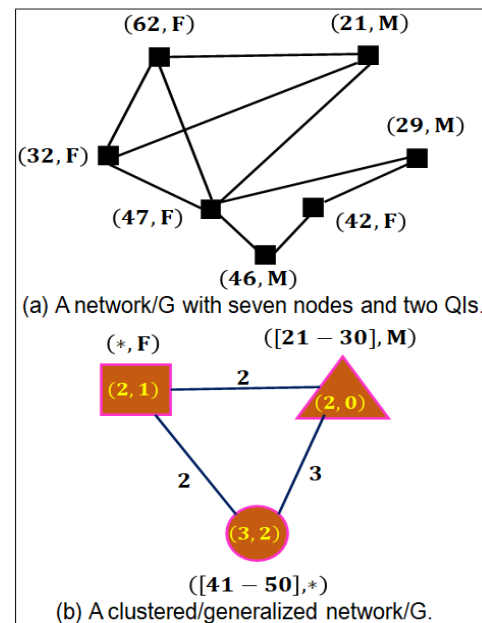 (62, F)
(21, M)
(29, M)
(32, F)
(47, F)
(42, F)
(46, M)
(a) A network/G with seven nodes and two QIs.
(∗, F)
([21 − 30], M)
(2, 1)
2
(2, 0)
2
3
(3, 2)
([41 − 50],∗)
(b) A clustered/generalized network/G.